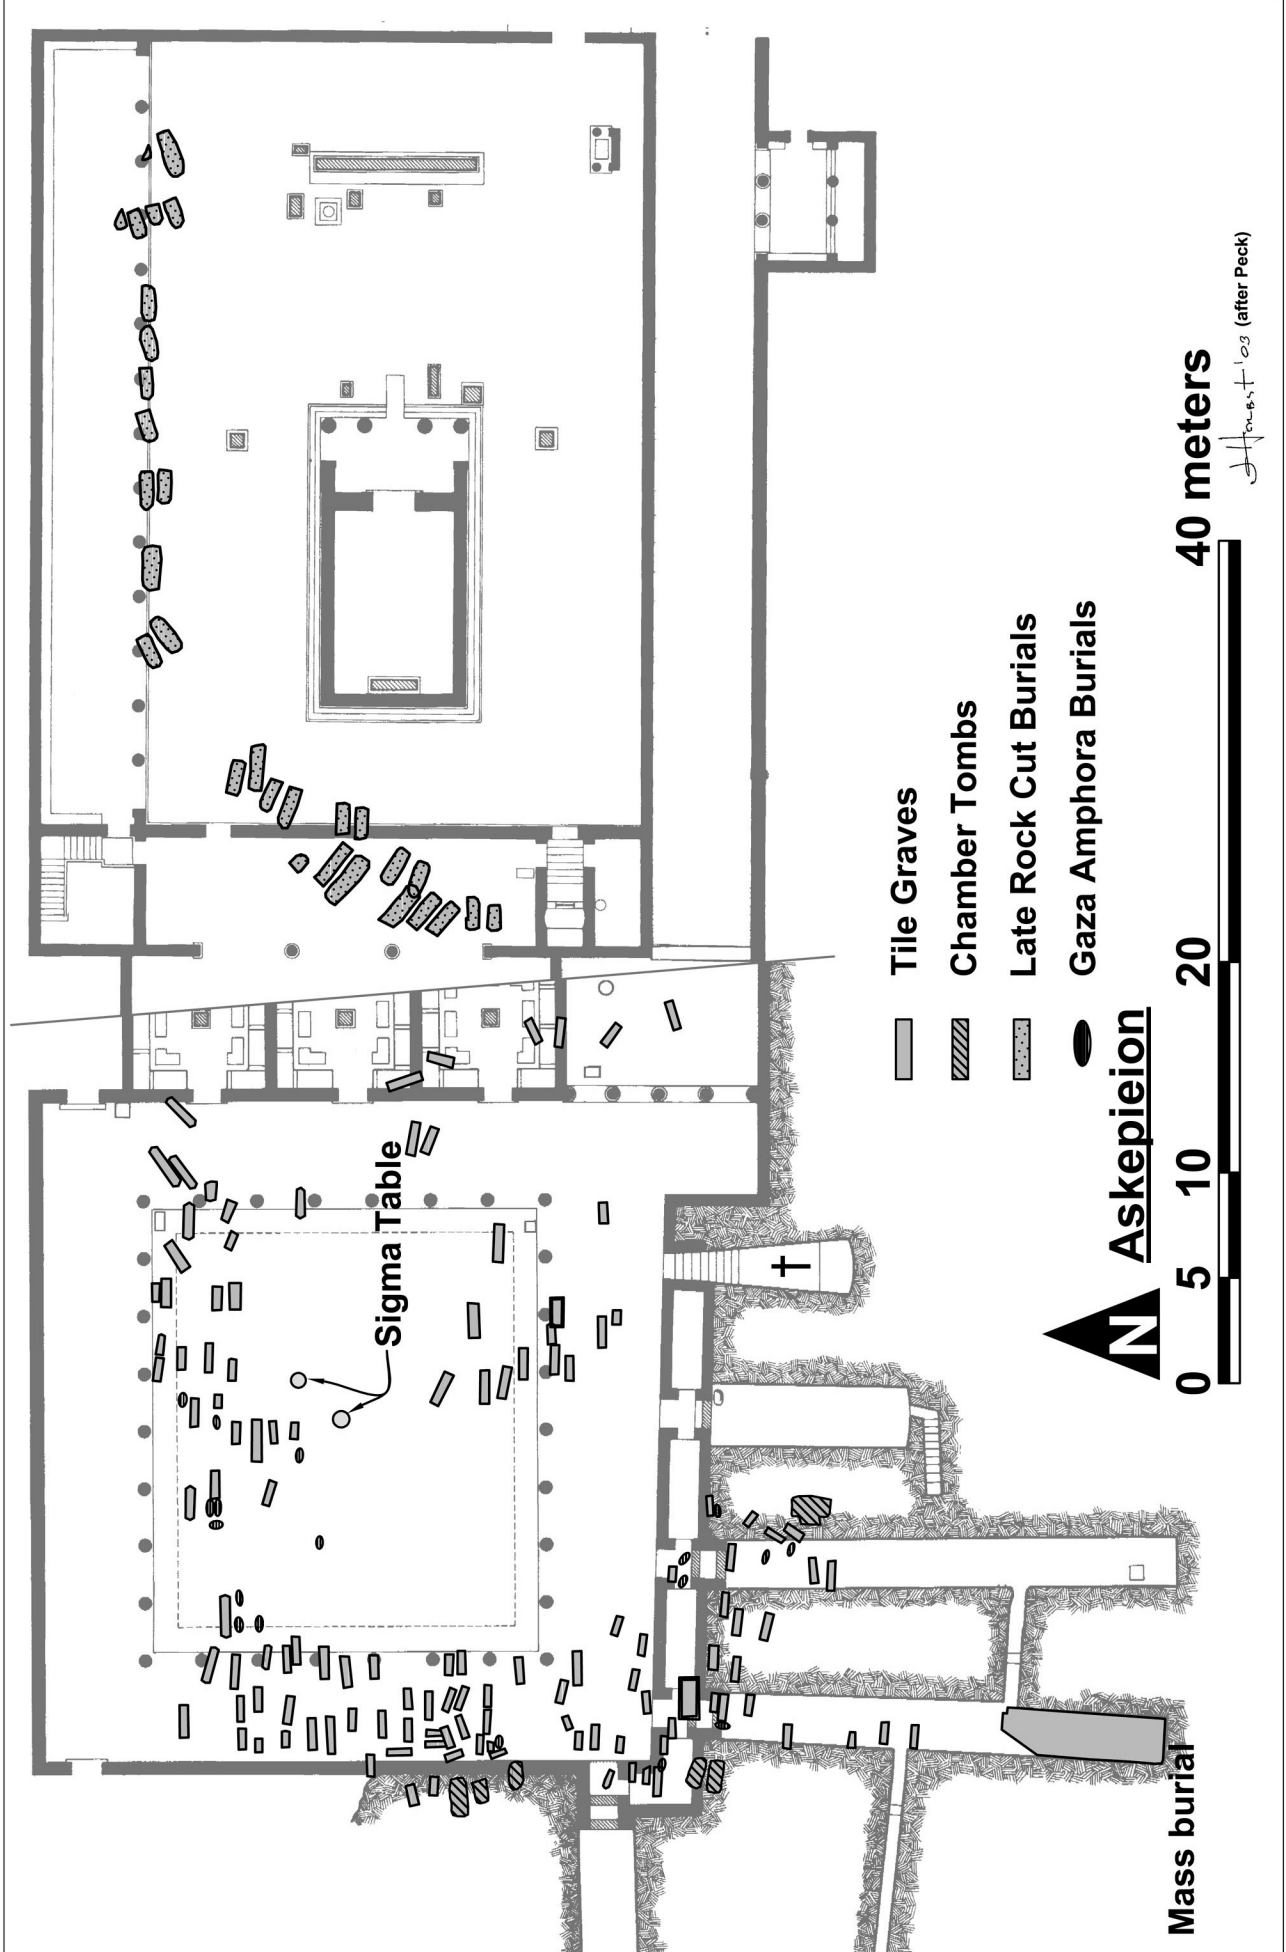 Sigma Table
Tile Graves
Chamber Tombs
Late Rock Cut Burials
Gaza Amphora Burials
Askepieion
N
0 5 10 20 40 meters
'03 (after Peck)
Mass burial